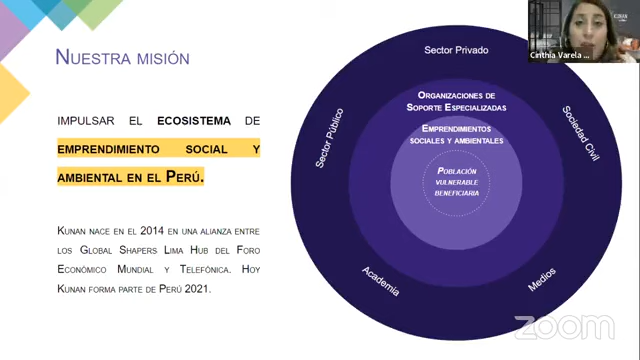 NUESTRA MISIÓN
IMPULSAR EL ECOSISTEMA DE
EMPRENDIMIENTO SOCIAL Y
AMBIENTAL EN EL PERÚ.
KUNAN NACE EN EL 2014 EN UNA ALIANZA ENTRE
LOS GLOBAL SHAPERS LIMA HUB DEL FORO
ECONÓMICO MUNDIAL Y TELEFÓNICA. HOY
KUNAN FORMA PARTE DE PERÚ 2021.
Sector Privado
Sector Público
Sociedad Civil
ORGANIZACIONES DE
SOPORTE ESPECIALIZADAS
EMPRENDIMIENTOS
SOCIALES Y AMBIENTALES
POBLACIÓN
VULNERABLE
BENEFICIARIA
Academia
Medios
KUNAN
Cinthia Varela ...
zoom